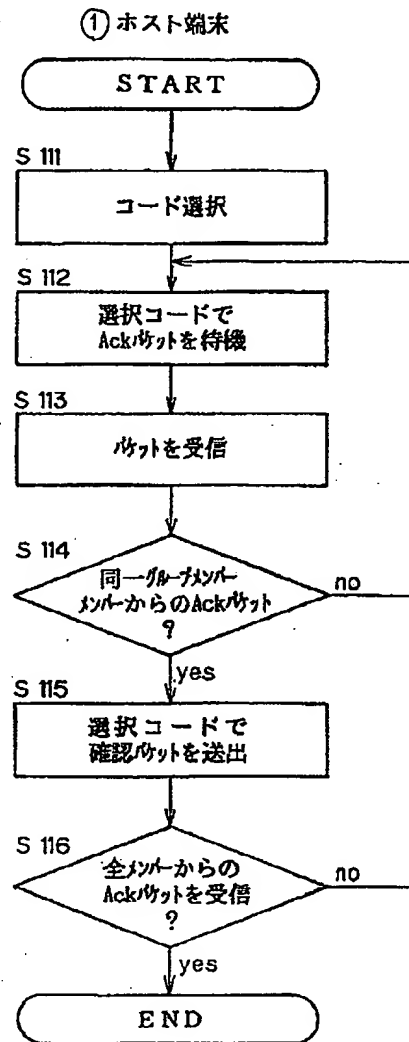 ① ホスト端末
START
S 111
コード選択
S 112
選択コードで
Ackパケットを待機
S 113
パケットを受信
S 114
同一グループメンバー
メンバーからのAckパケット
?
no
yes
S 115
選択コードで
確認パケットを送出
S 116
全メンバーからの
Ackパケットを受信
?
no
yes
END